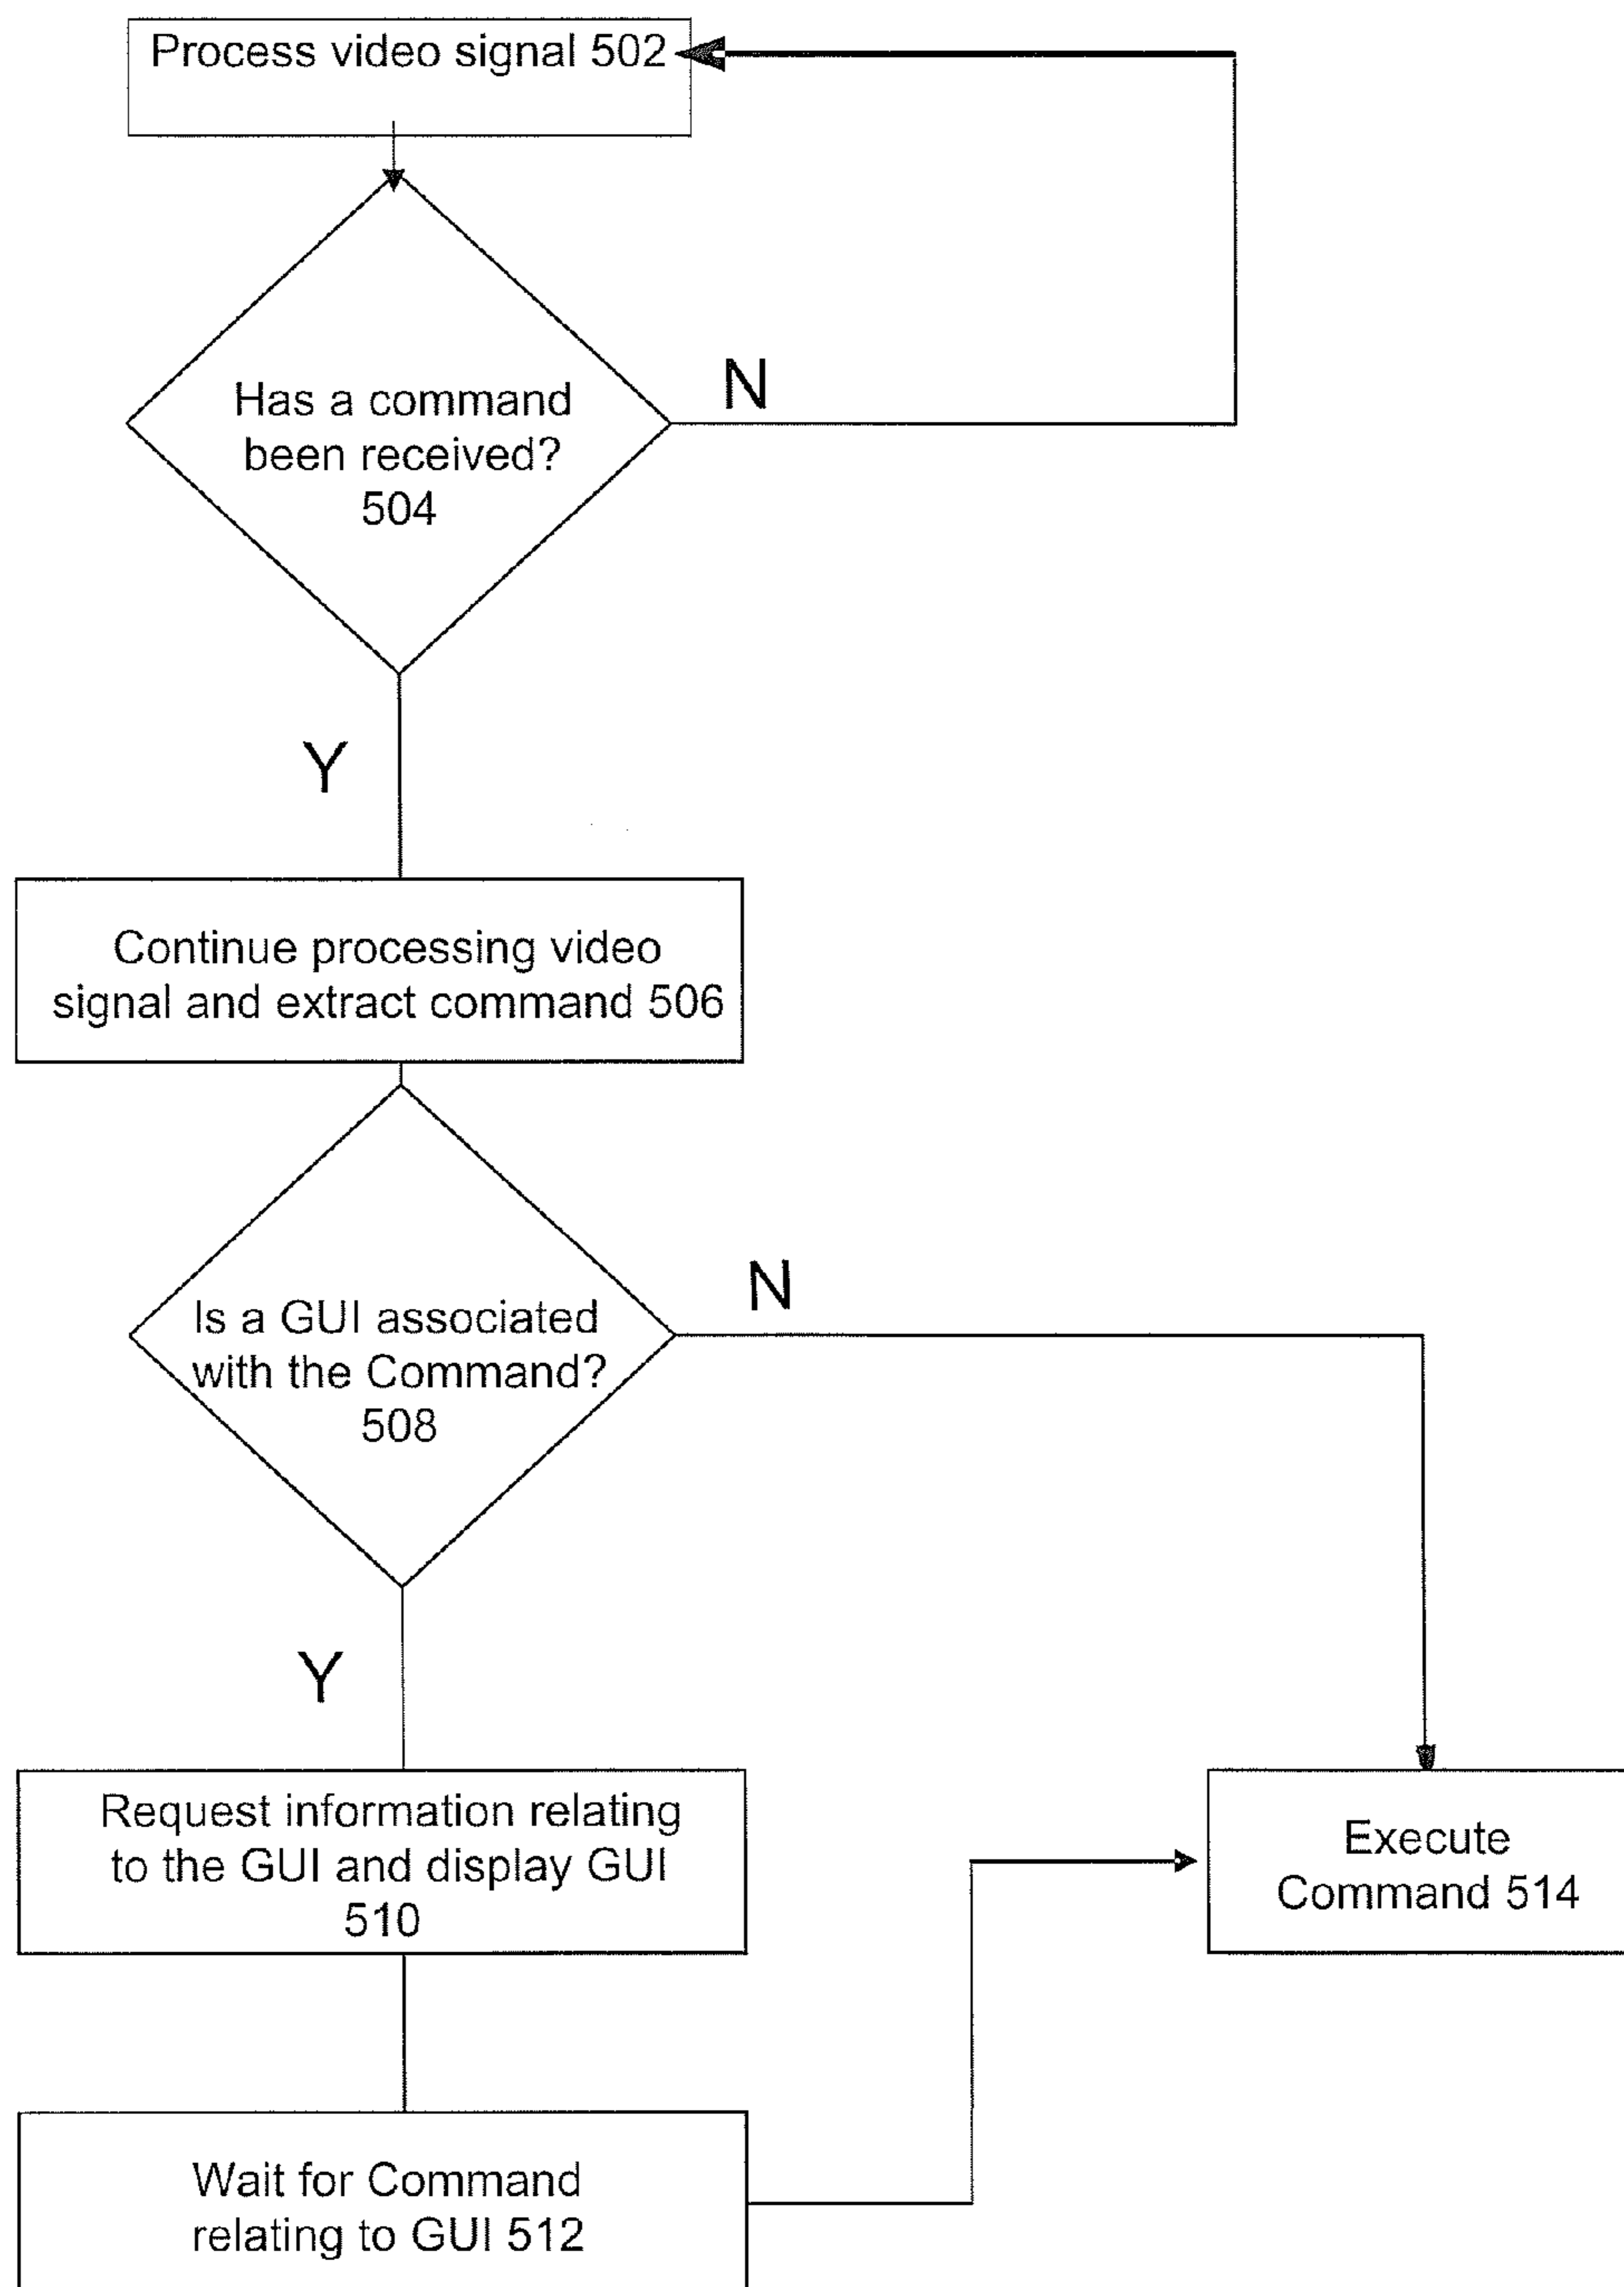 Process video signal 502
Has a command
been received?
504
N
Y
Continue processing video
signal and extract command 506
Is a GUI associated
with the Command?
508
N
Y
Request information relating
to the GUI and display GUI
510
Execute
Command 514
Wait for Command
relating to GUI 512